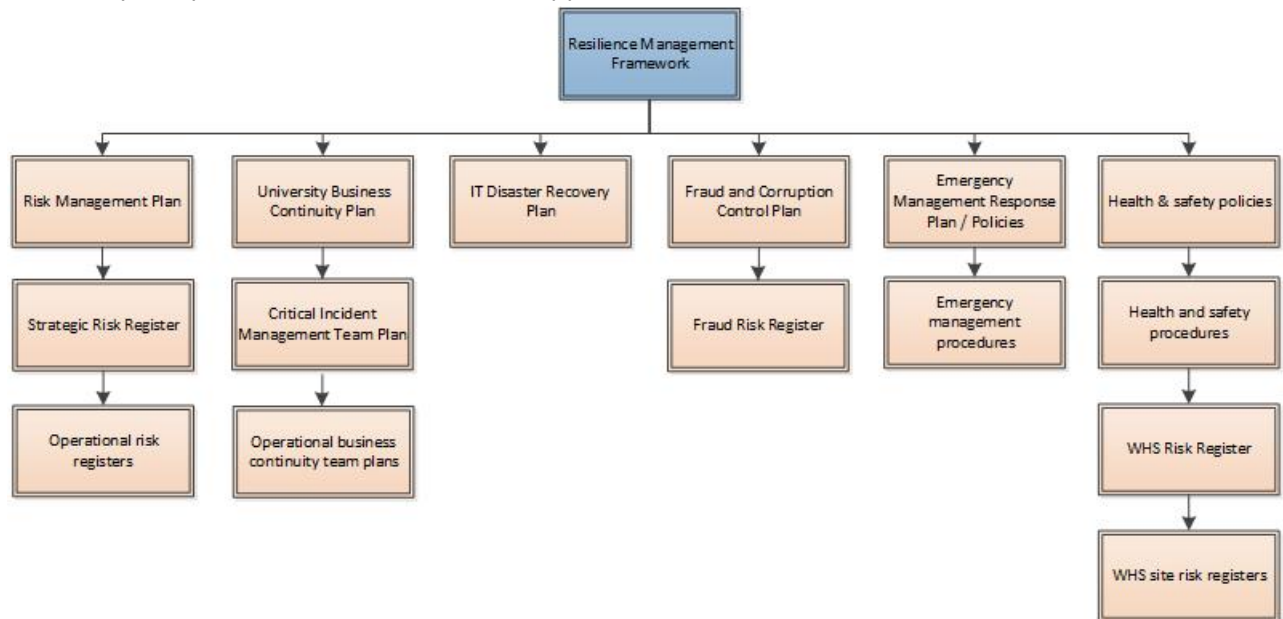 Resilience Management
Framework
Risk Management Plan
University Business
Continuity Plan
IT Disaster Recovery
Plan
Fraud and Corruption
Control Plan
Emergency
Management Response
Plan / Policies
Health & safety policies
Strategic Risk Register
Critical Incident
Management Team Plan
Fraud Risk Register
Emergency
management
procedures
Health and safety
procedures
Operational risk
registers
Operational business
continuity team plans
WHS Risk Register
WHS site risk registers